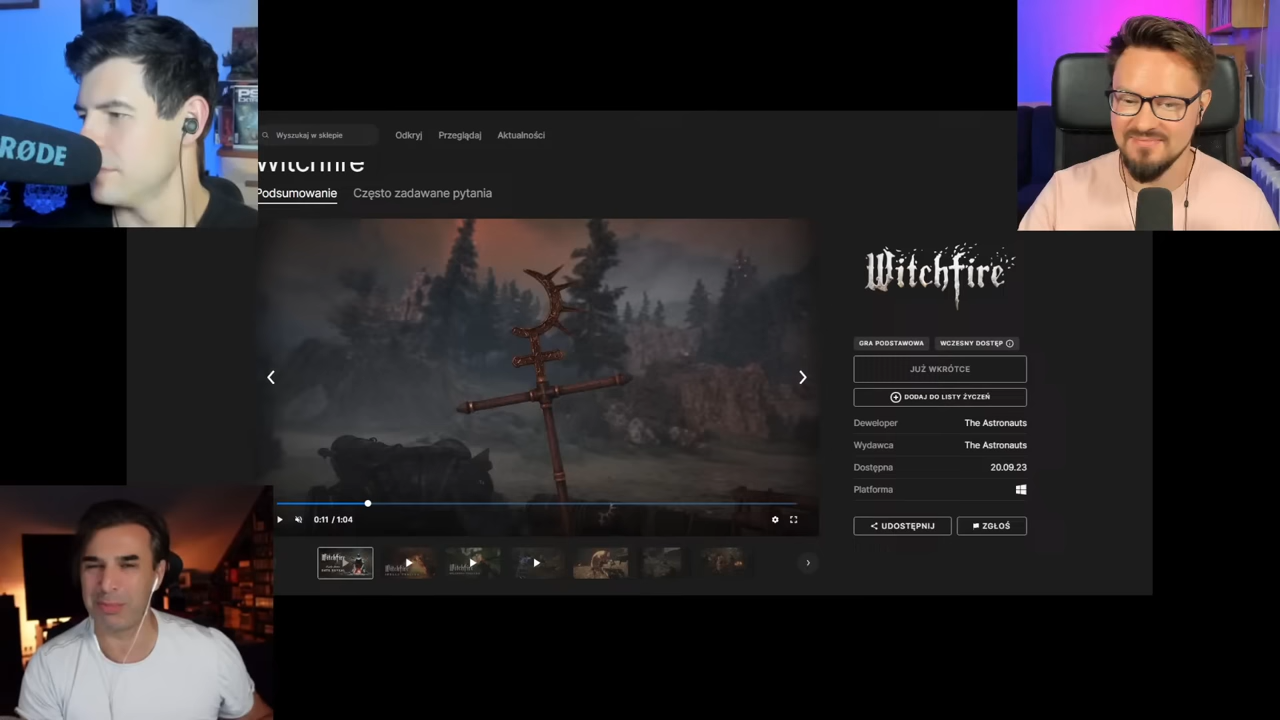 RØDE
Wyszukaj w sklepie
Odkryj
Przeglądaj
Aktualności
Witchfire
Podsumowanie
Często zadawane pytania
Witchfire
GRA PODSTAWOWA
WCZESNY DOSTĘP
JUŻ WKRÓTCE
DODAJ DO LISTY ŻYCZEŃ
Deweloper The Astronauts
Wydawca The Astronauts
Dostępna 20.09.23
Platforma
UDOSTĘPNIJ
ZGŁOŚ
0:11 / 1:04
Witchfire